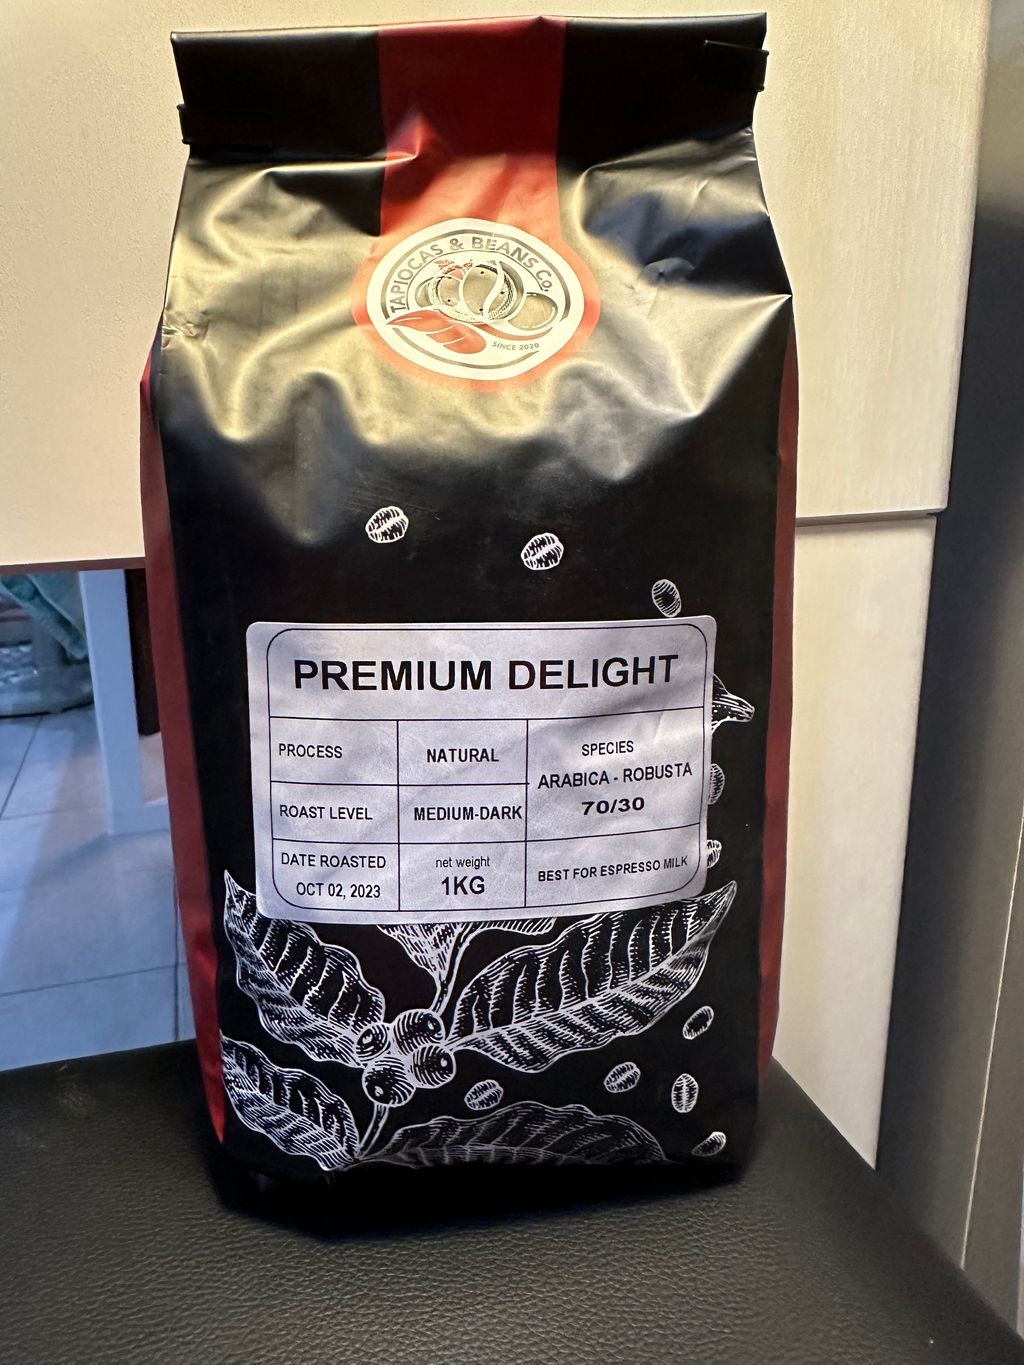 TAPIOCAS & BEANS Co.
SINCE 2020
PREMIUM DELIGHT
PROCESS
NATURAL
SPECIES
ARABICA - ROBUSTA
70/30
ROAST LEVEL
MEDIUM-DARK
DATE ROASTED
OCT 02, 2023
net weight
1KG
BEST FOR ESPRESSO MILK